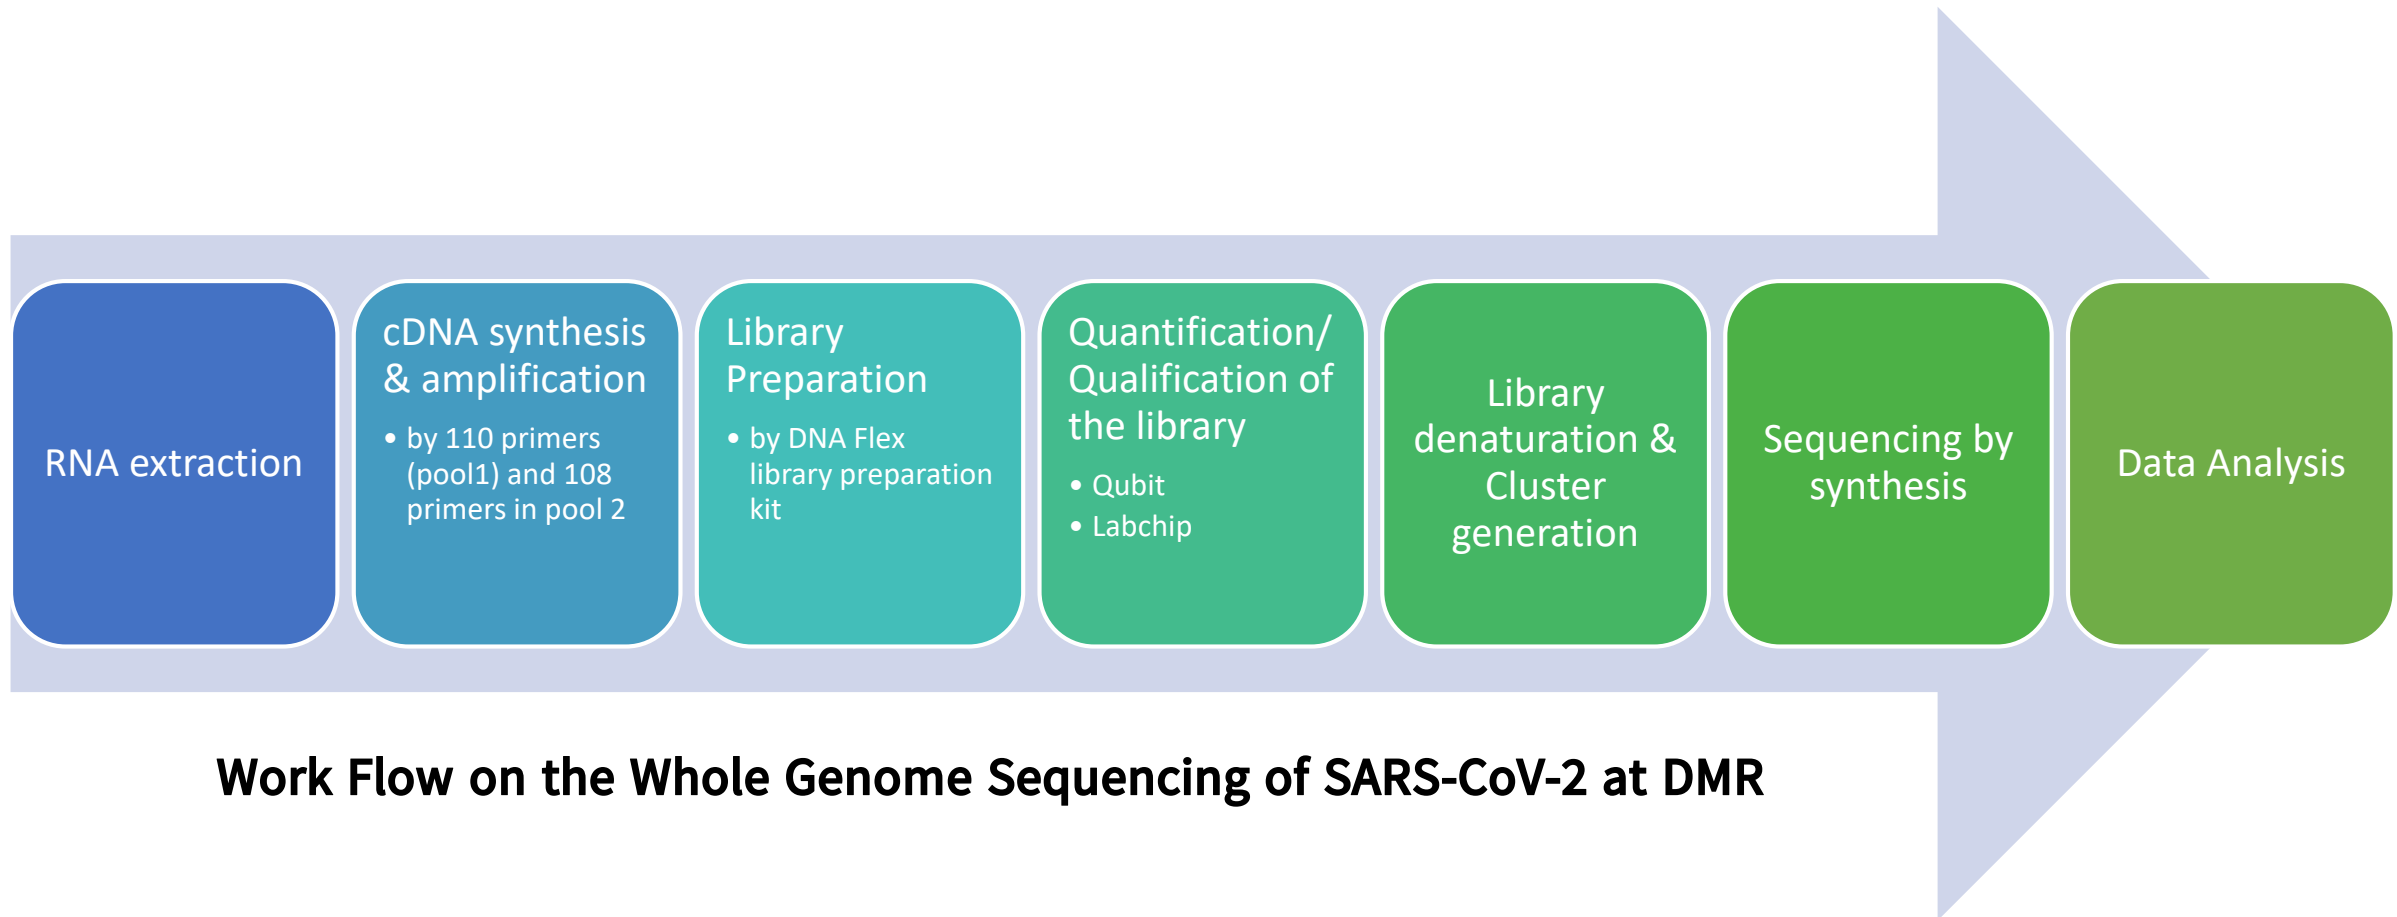 RNA extraction
cDNA synthesis
& amplification
• by 110 primers
(pool1) and 108
primers in pool 2
Library
Preparation
• by DNA Flex
library preparation
kit
Quantification/
Qualification of
the library
• Qubit
• Labchip
Library
denaturation &
Cluster
generation
Sequencing by
synthesis
Data Analysis
Work Flow on the Whole Genome Sequencing of SARS-CoV-2 at DMR